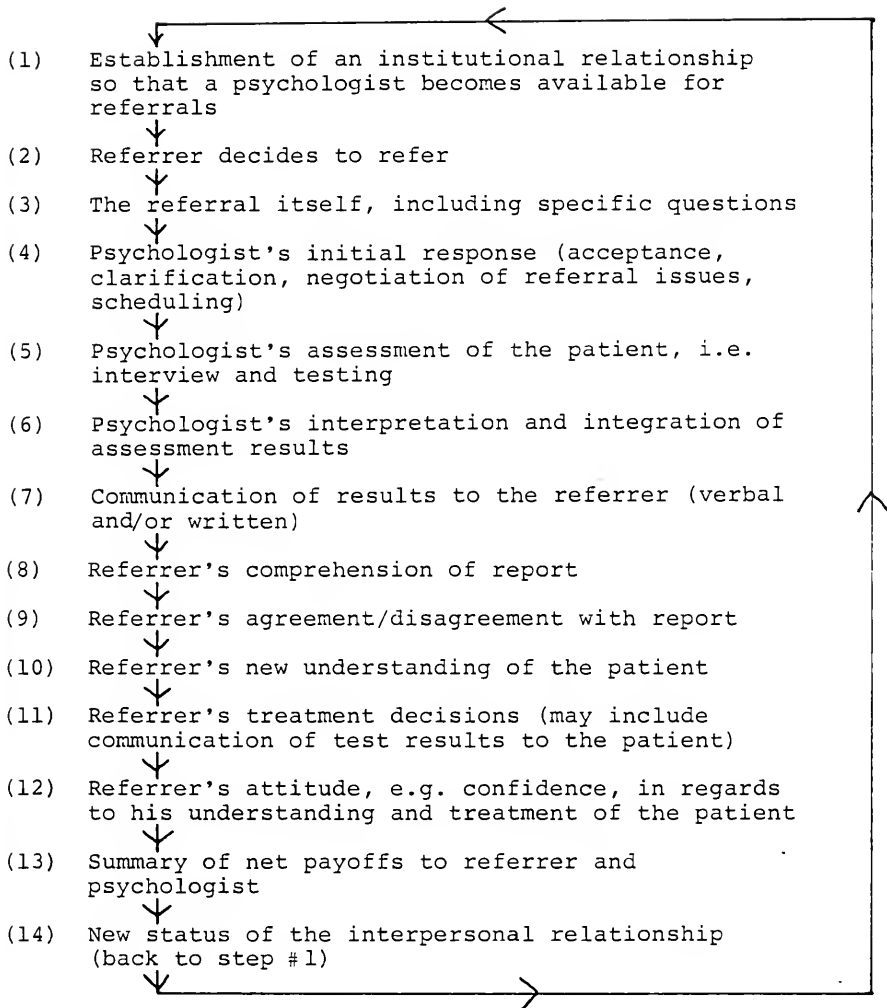 (1) Establishment of an institutional relationship
so that a psychologist becomes available for
referrals
(2) Referrer decides to refer
(3) The referral itself, including specific questions
(4) Psychologist's initial response (acceptance,
clarification, negotiation of referral issues,
scheduling)
(5) Psychologist's assessment of the patient, i.e.
interview and testing
(6) Psychologist's interpretation and integration of
assessment results
(7) Communication of results to the referrer (verbal
and/or written)
(8) Referrer's comprehension of report
(9) Referrer's agreement/disagreement with report
(10) Referrer's new understanding of the patient
(11) Referrer's treatment decisions (may include
communication of test results to the patient)
(12) Referrer's attitude, e.g. confidence, in regards
to his understanding and treatment of the patient
(13) Summary of net payoffs to referrer and
psychologist
(14) New status of the interpersonal relationship
(back to step #1)